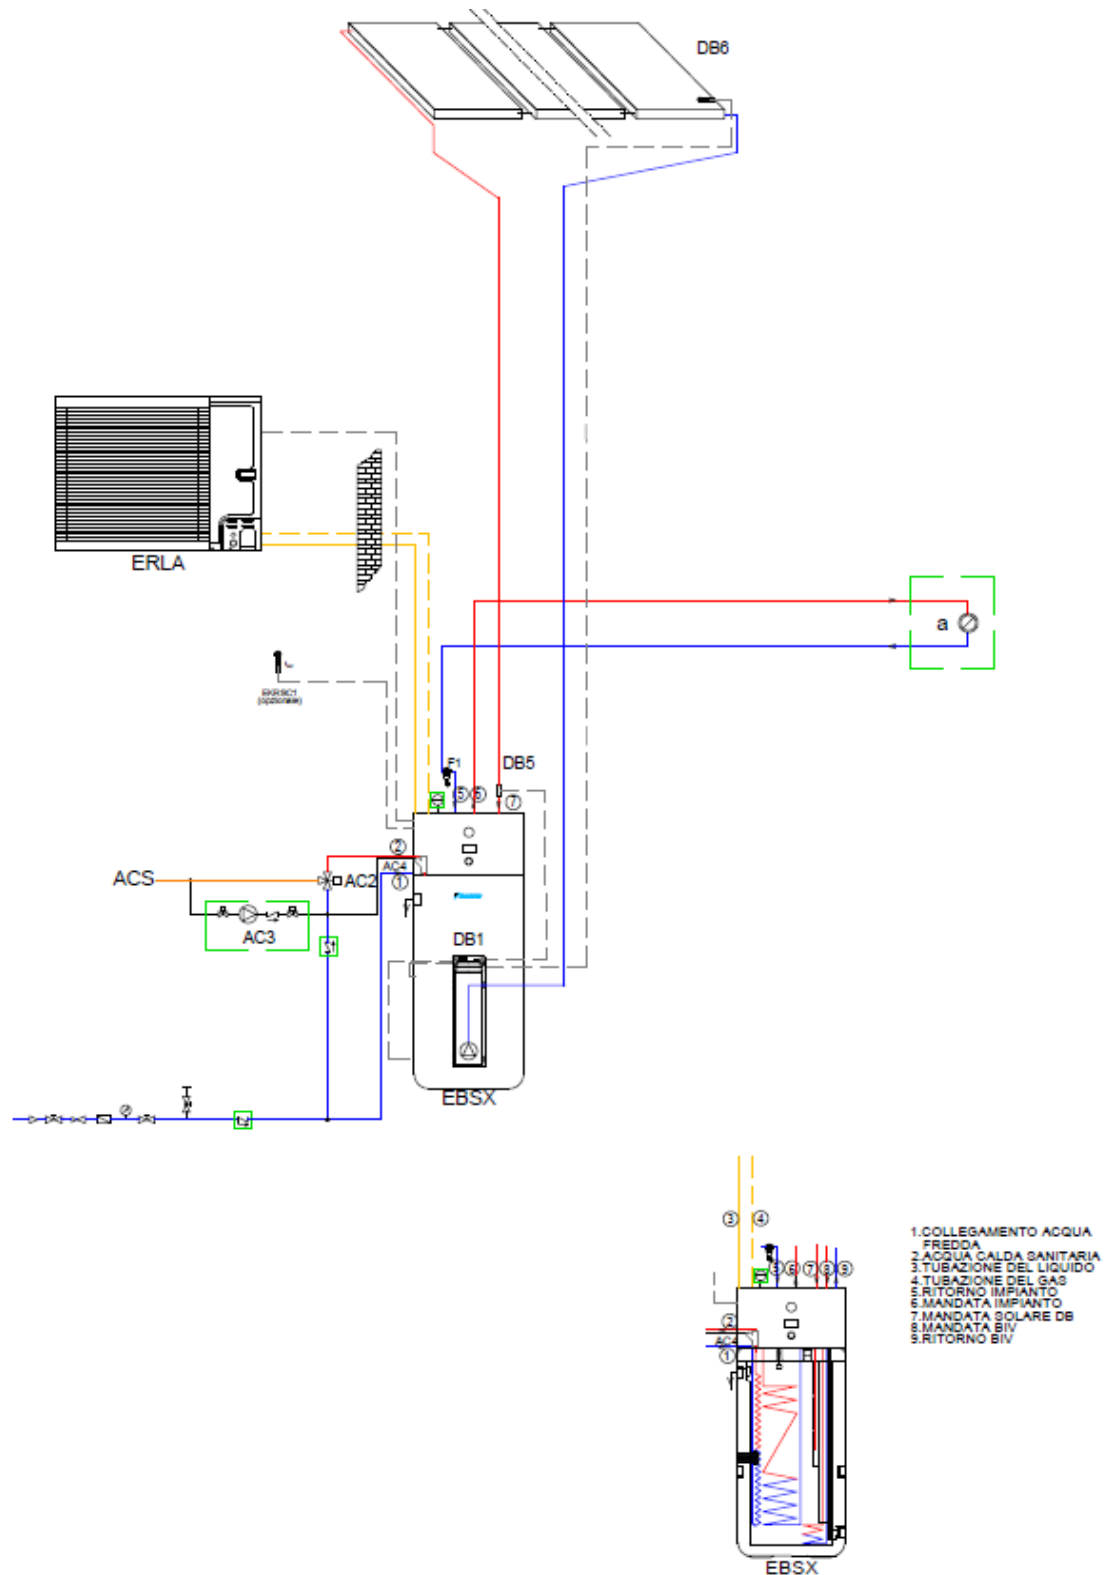 DB6
ERLA
a
EKRSC1
(opzionale)
F1
DB5
5
6
7
2
ACS
AC2
AC4
1
DAIKIN
AC3
DB1
EBSX
3
4
5
6
7
8
9
2
AC4
1
EBSX
1.COLLEGAMENTO ACQUA
FREDDA
2.ACQUA CALDA SANITARIA
3.TUBAZIONE DEL LIQUIDO
4.TUBAZIONE DEL GAS
5.RITORNO IMPIANTO
6.MANDATA IMPIANTO
7.MANDATA SOLARE DB
8.MANDATA BIV
9.RITORNO BIV